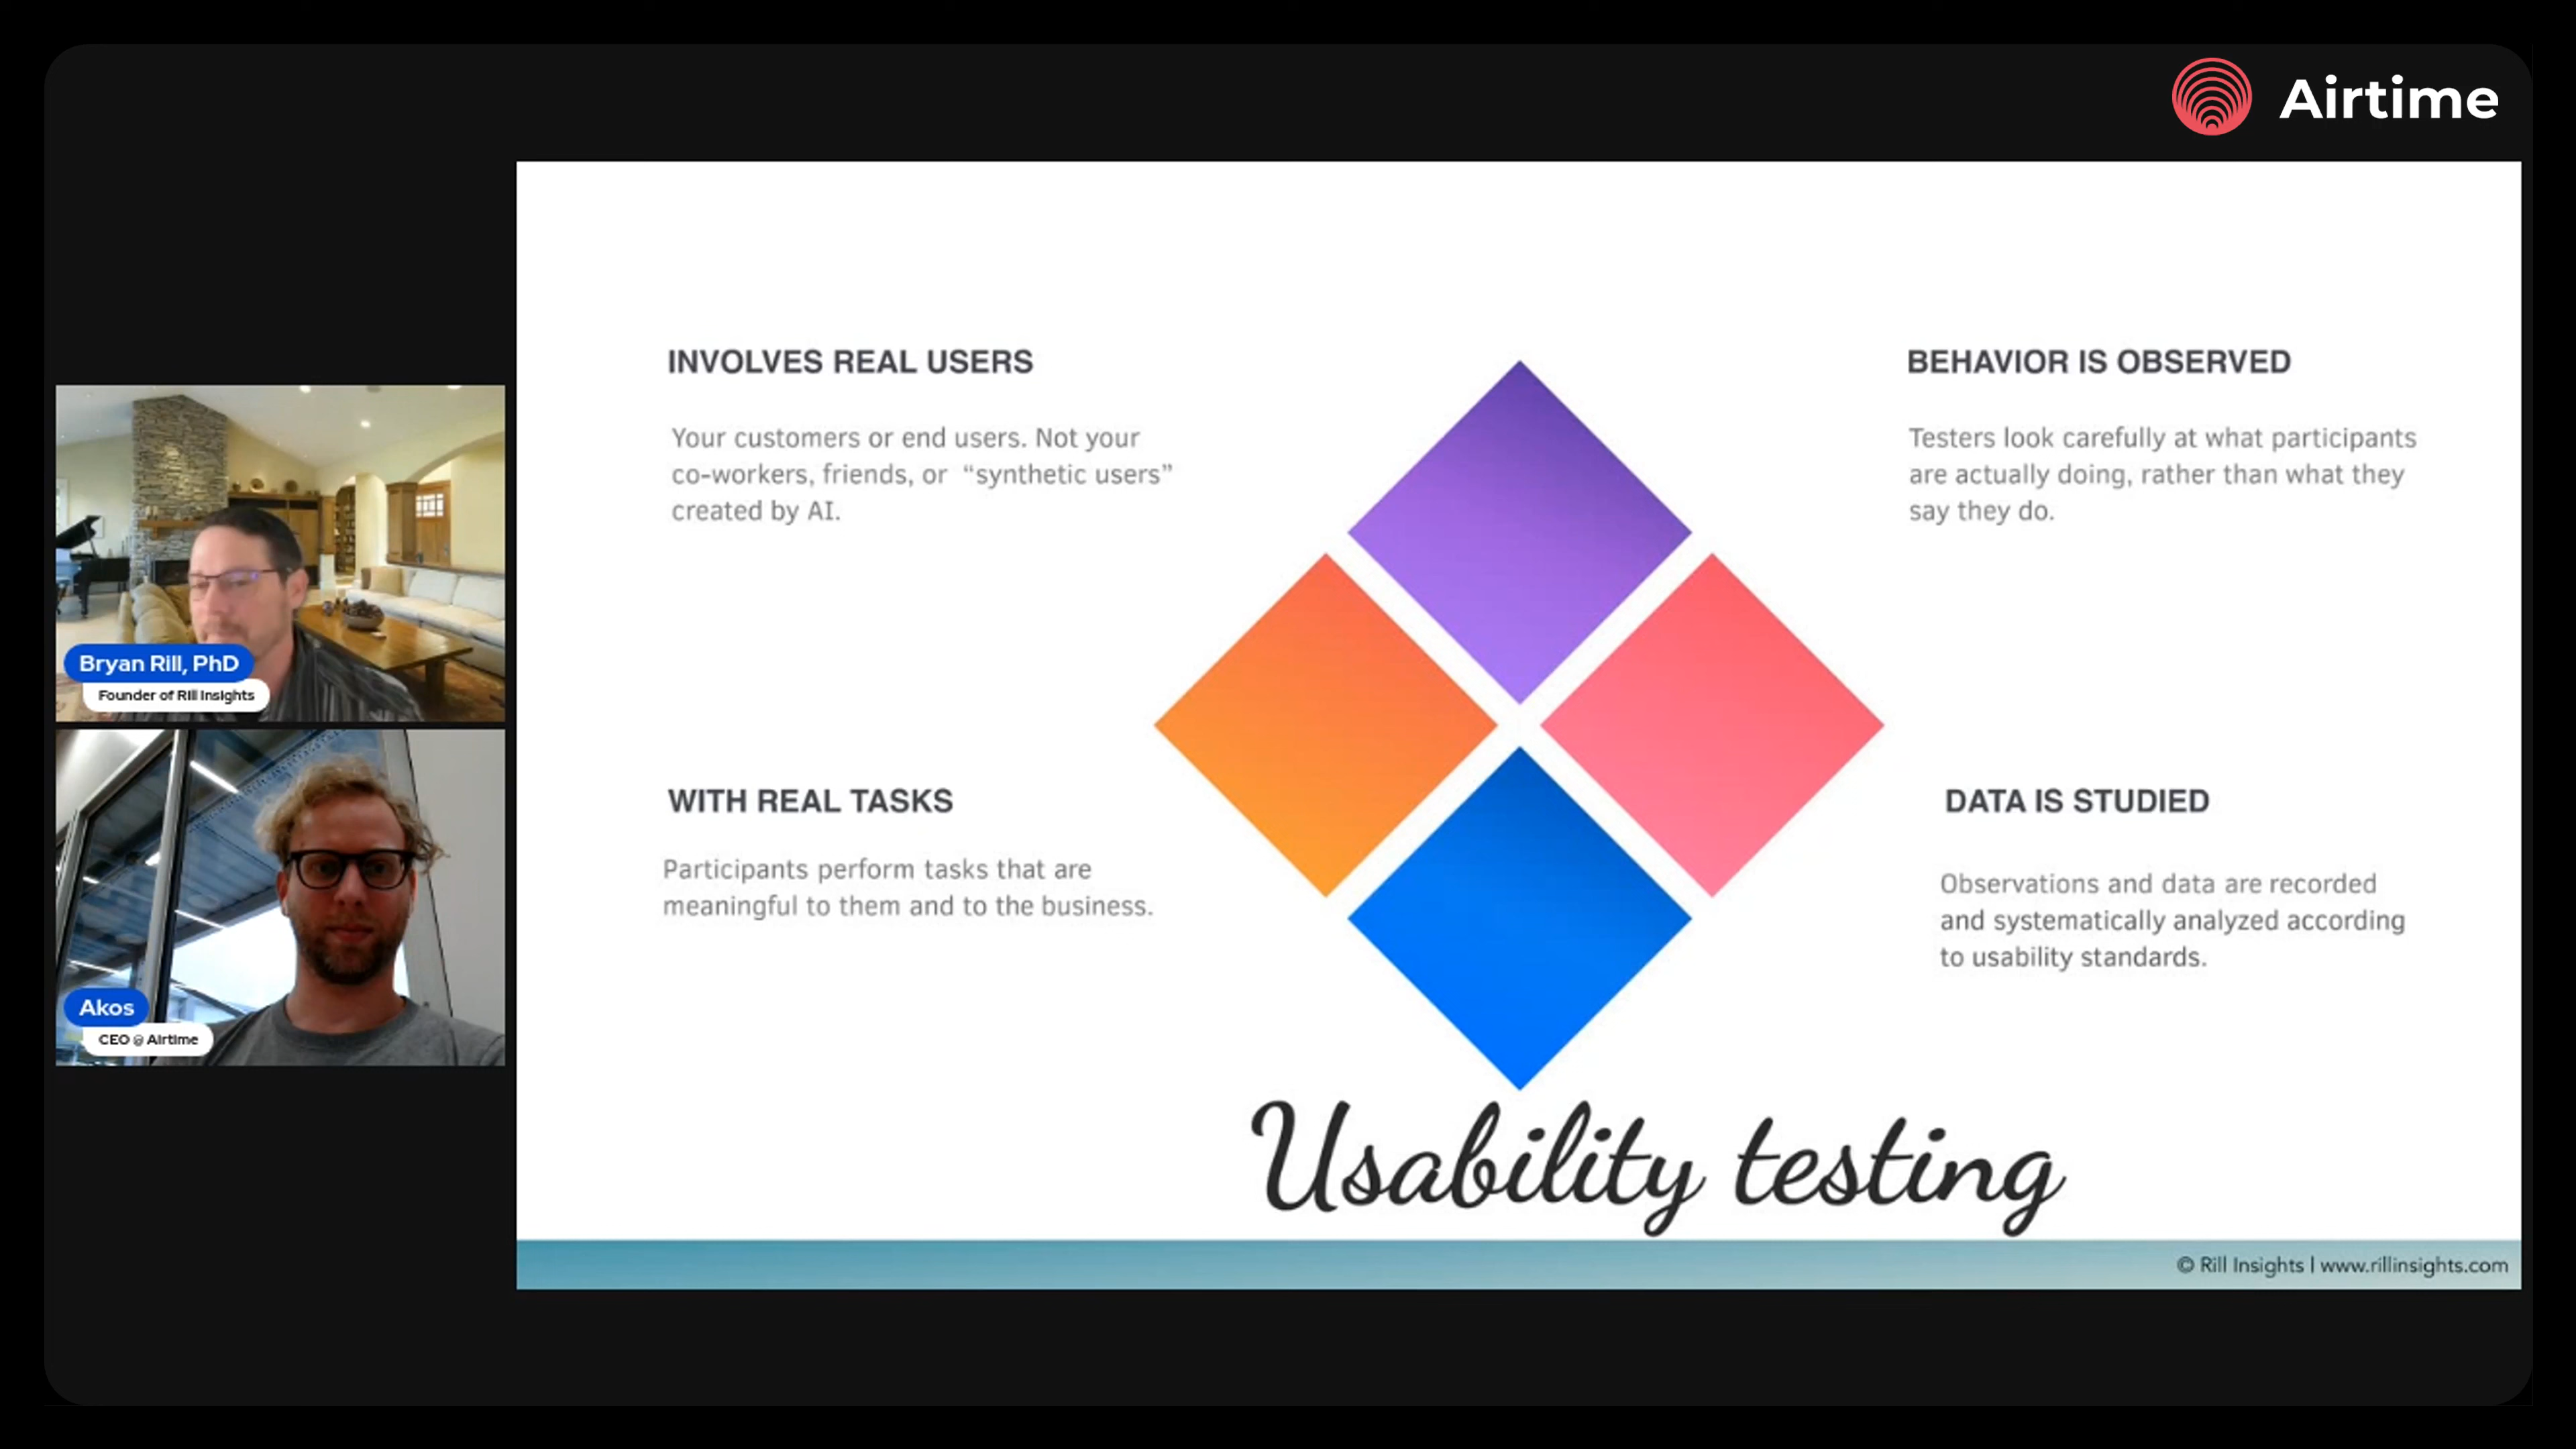 Airtime
INVOLVES REAL USERS
Your customers or end users. Not your
co-workers, friends, or “synthetic users”
created by AI.
BEHAVIOR IS OBSERVED
Testers look carefully at what participants
are actually doing, rather than what they
say they do.
Bryan Rill, PhD
Founder of Rill Insights
WITH REAL TASKS
Participants perform tasks that are
meaningful to them and to the business.
DATA IS STUDIED
Observations and data are recorded
and systematically analyzed according
to usability standards.
Akos
CEO @ Airtime
Usability testing
© Rill Insights | www.rillinsights.com